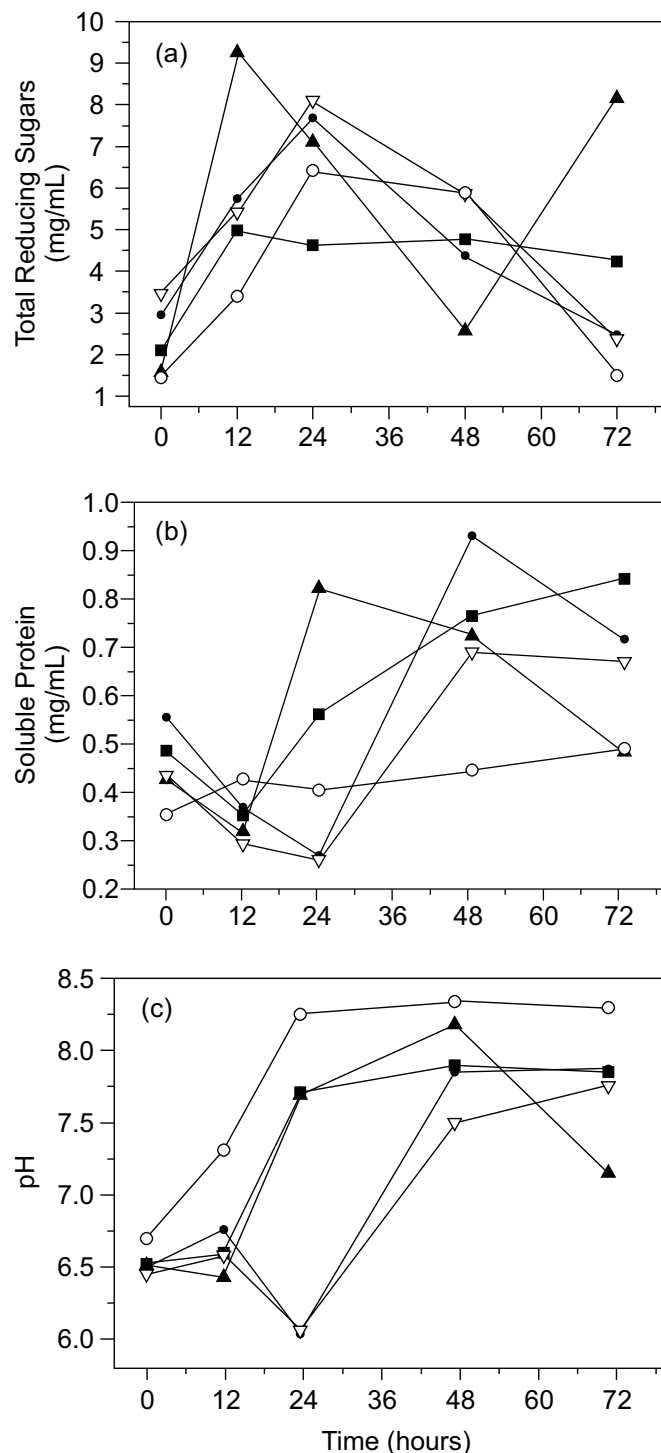 (a)
Total Reducing Sugars
(mg/mL)
10
9
8
7
6
5
4
3
2
1
0 12 24 36 48 60 72
(b)
Soluble Protein
(mg/mL)
1.0
0.9
0.8
0.7
0.6
0.5
0.4
0.3
0.2
0 12 24 36 48 60 72
(c)
pH
8.5
8.0
7.5
7.0
6.5
6.0
0 12 24 36 48 60 72
Time (hours)